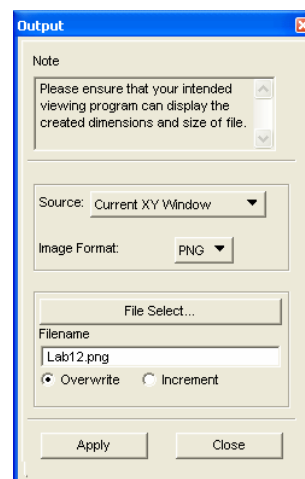 Output
Note
Please ensure that your intended
viewing program can display the
created dimensions and size of file.
Source: Current XY Window
Image Format: PNG
File Select...
Filename
Lab12.png
Overwrite Increment
Apply Close